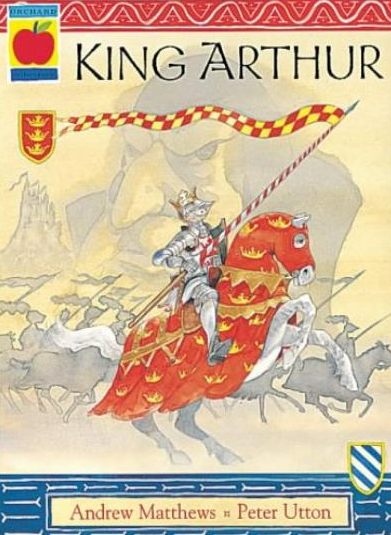 ORCHARD
KING ARTHUR
Andrew Matthews ¤ Peter Utton